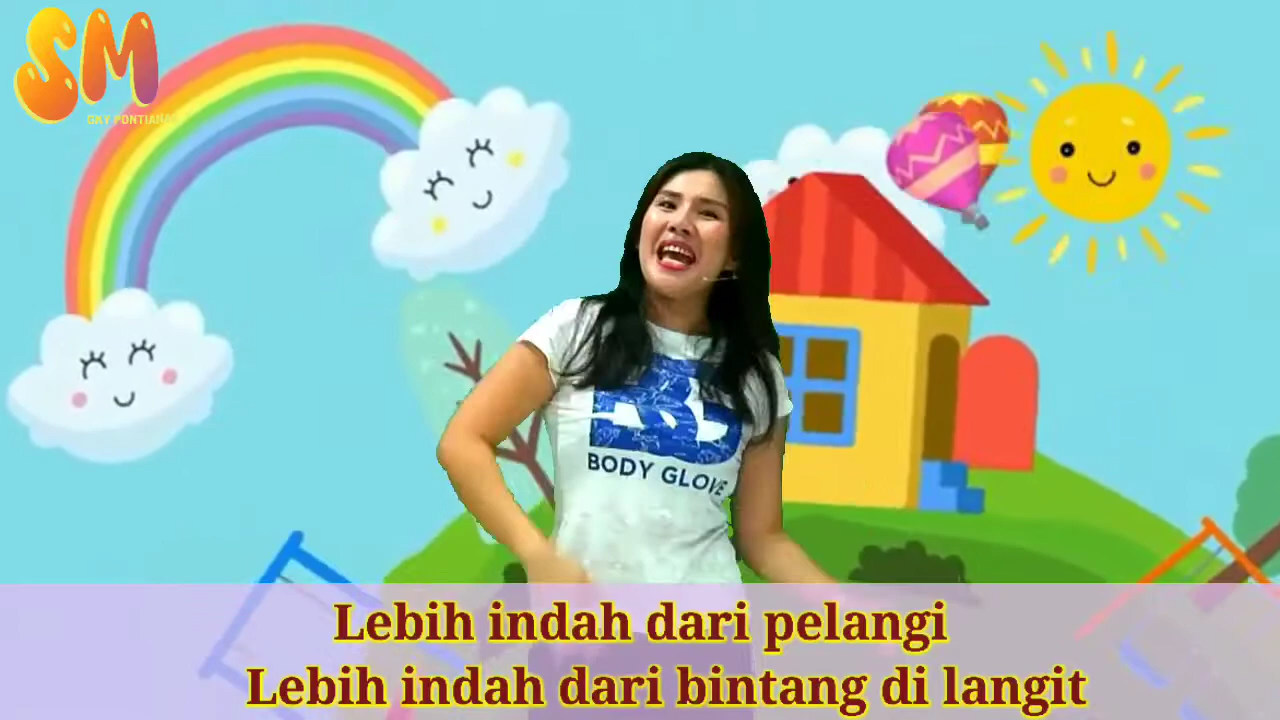 SM
GKY PONTIANAK
BODY GLOVE
Lebih indah dari pelangi
Lebih indah dari bintang di langit